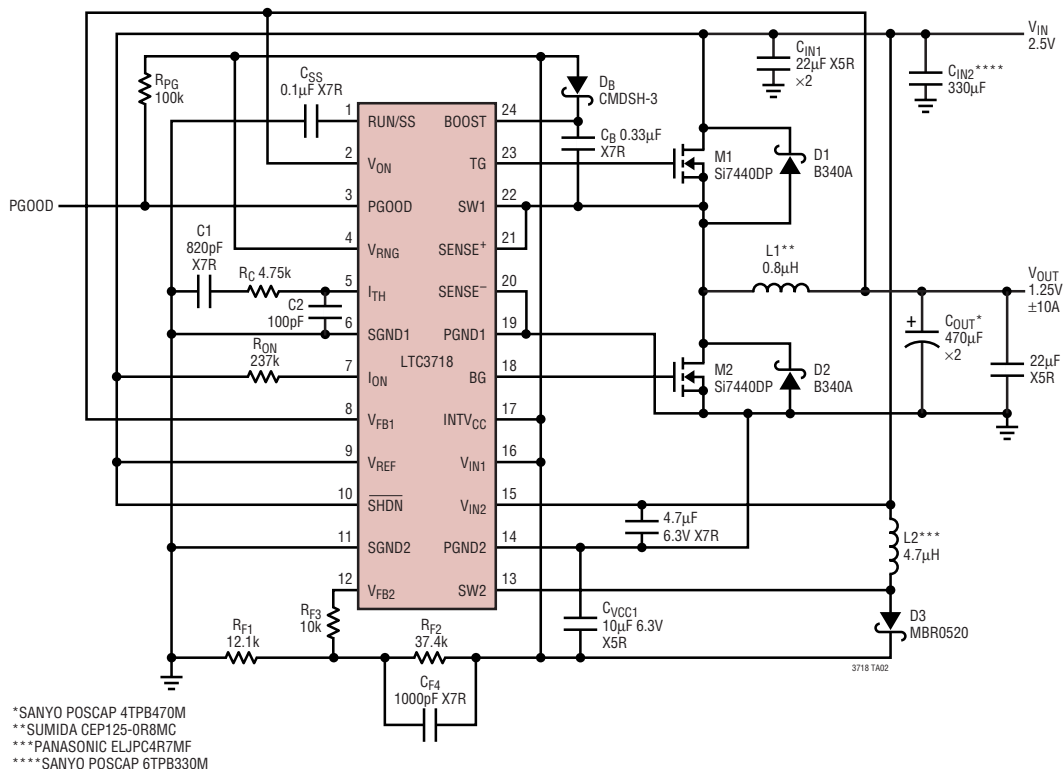 V_IN
2.5V
C_IN1
22µF X5R
×2
C_IN2****
330µF
R_PG
100k
C_SS
0.1µF X7R
D_B
CMDSH-3
1
RUN/SS
BOOST
24
C_B 0.33µF
X7R
2
V_ON
TG
23
M1
Si7440DP
D1
B340A
PGOOD
3
PGOOD
SW1
22
4
V_RNG
SENSE+
21
C1
820pF
X7R
R_C 4.75k
5
I_TH
SENSE−
20
L1**
0.8µH
V_OUT
1.25V
±10A
C2
100pF
6
SGND1
PGND1
19
C_OUT*
470µF
×2
22µF
X5R
R_ON
237k
LTC3718
7
I_ON
BG
18
M2
Si7440DP
D2
B340A
8
V_FB1
INTV_CC
17
9
V_REF
V_IN1
16
10
SHDN
V_IN2
15
4.7µF
6.3V X7R
11
SGND2
PGND2
14
L2***
4.7µH
12
V_FB2
SW2
13
R_F3
10k
R_F1
12.1k
R_F2
37.4k
C_VCC1
10µF 6.3V
X5R
D3
MBR0520
C_F4
1000pF X7R
3718 TA02
*SANYO POSCAP 4TPB470M
**SUMIDA CEP125-0R8MC
***PANASONIC ELJPC4R7MF
****SANYO POSCAP 6TPB330M